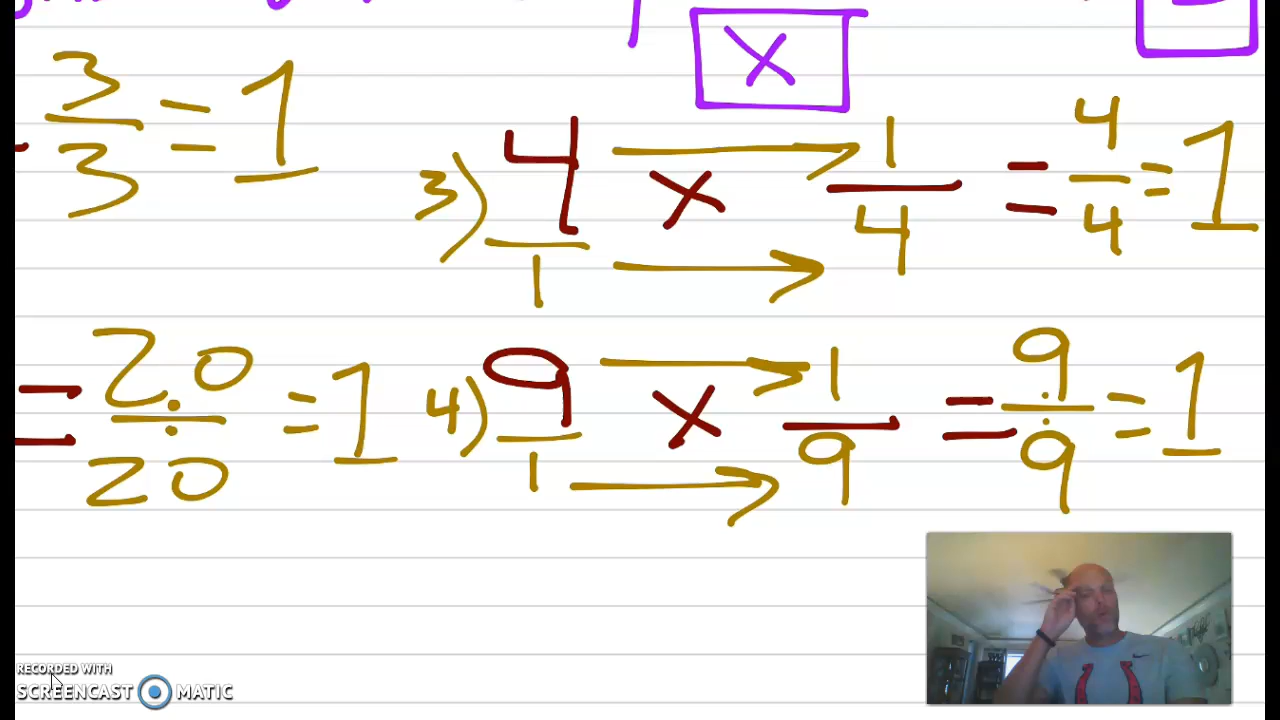 x
3/3 = 1
3) 4/1 x 1/4 = 4/4 = 1
= 20/20 = 1
4) 9/1 x 1/9 = 9/9 = 1
RECORDED WITH
SCREENCAST MATIC